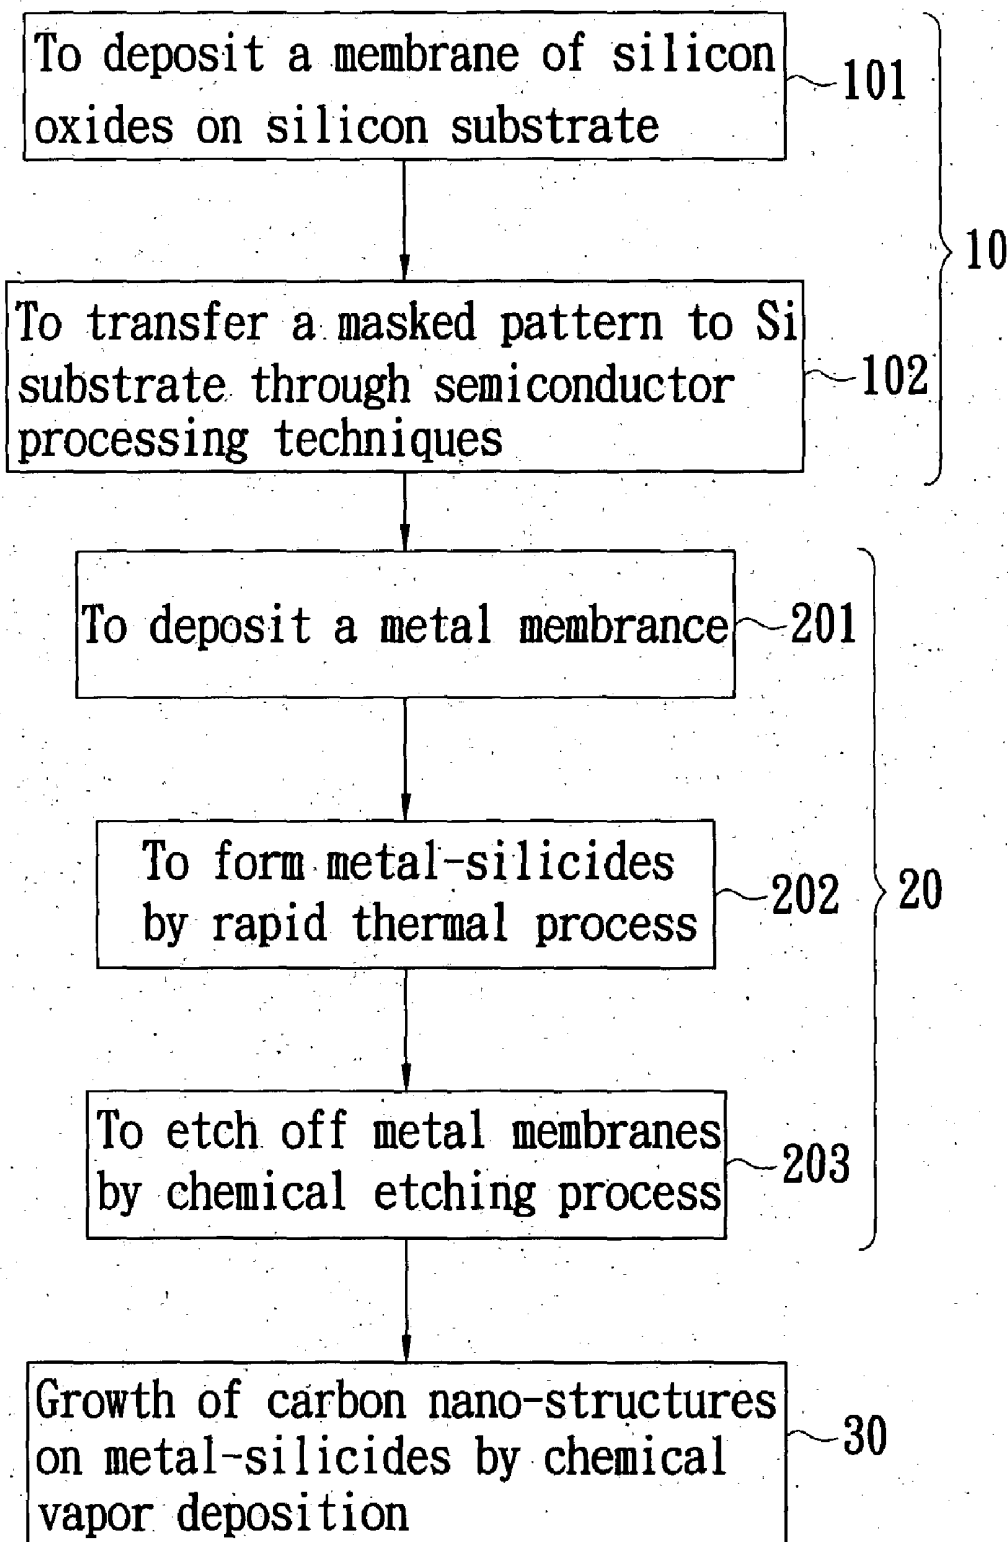 To deposit a membrane of silicon
oxides on silicon substrate
101
10
To transfer a masked pattern to Si
substrate through semiconductor
processing techniques
102
To deposit a metal membrance
201
To form metal-silicides
by rapid thermal process
202
20
To etch off metal membranes
by chemical etching process
203
Growth of carbon nano-structures
on metal-silicides by chemical
vapor deposition
30